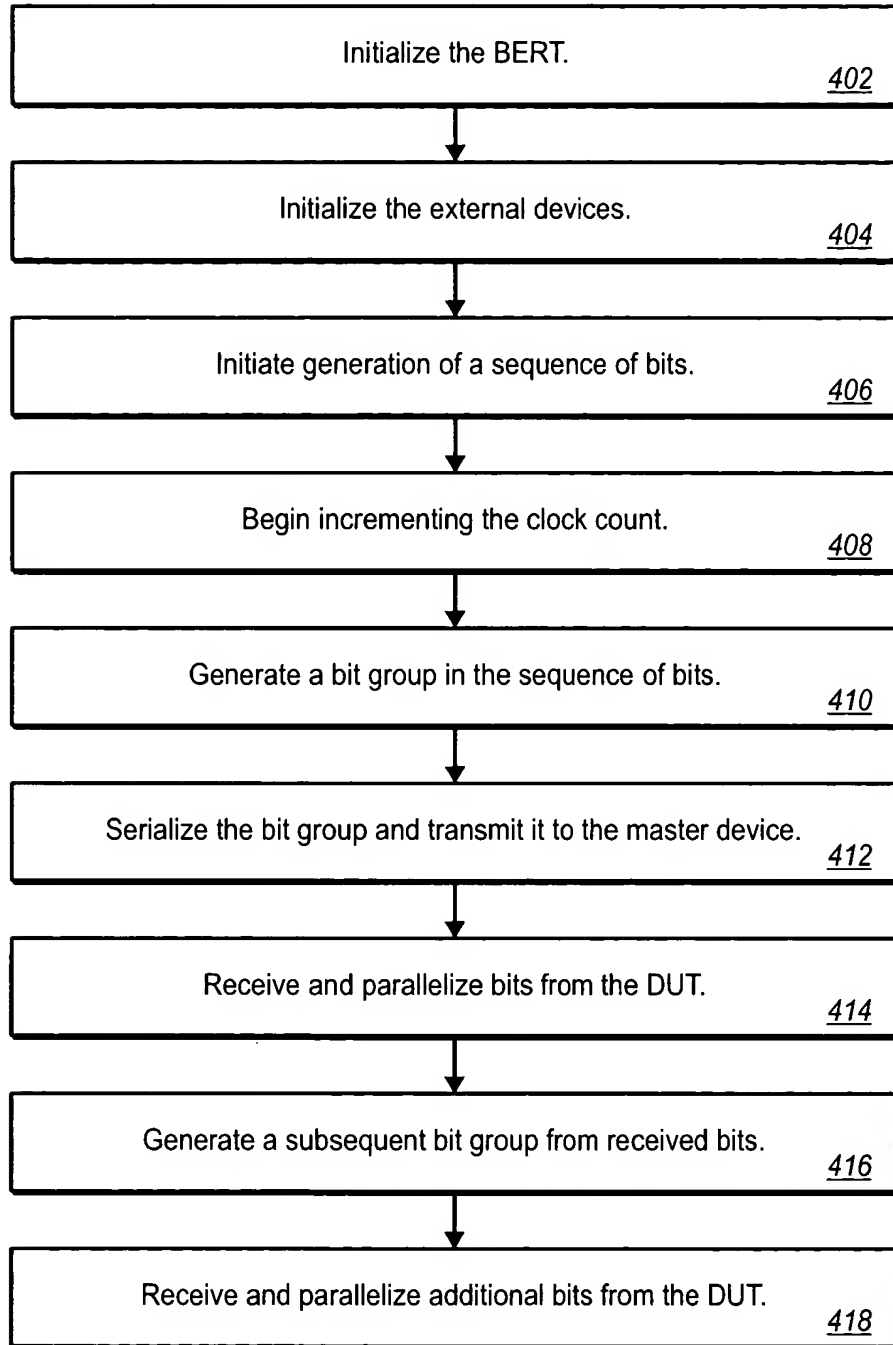 Initialize the BERT.
402
Initialize the external devices.
404
Initiate generation of a sequence of bits.
406
Begin incrementing the clock count.
408
Generate a bit group in the sequence of bits.
410
Serialize the bit group and transmit it to the master device.
412
Receive and parallelize bits from the DUT.
414
Generate a subsequent bit group from received bits.
416
Receive and parallelize additional bits from the DUT.
418